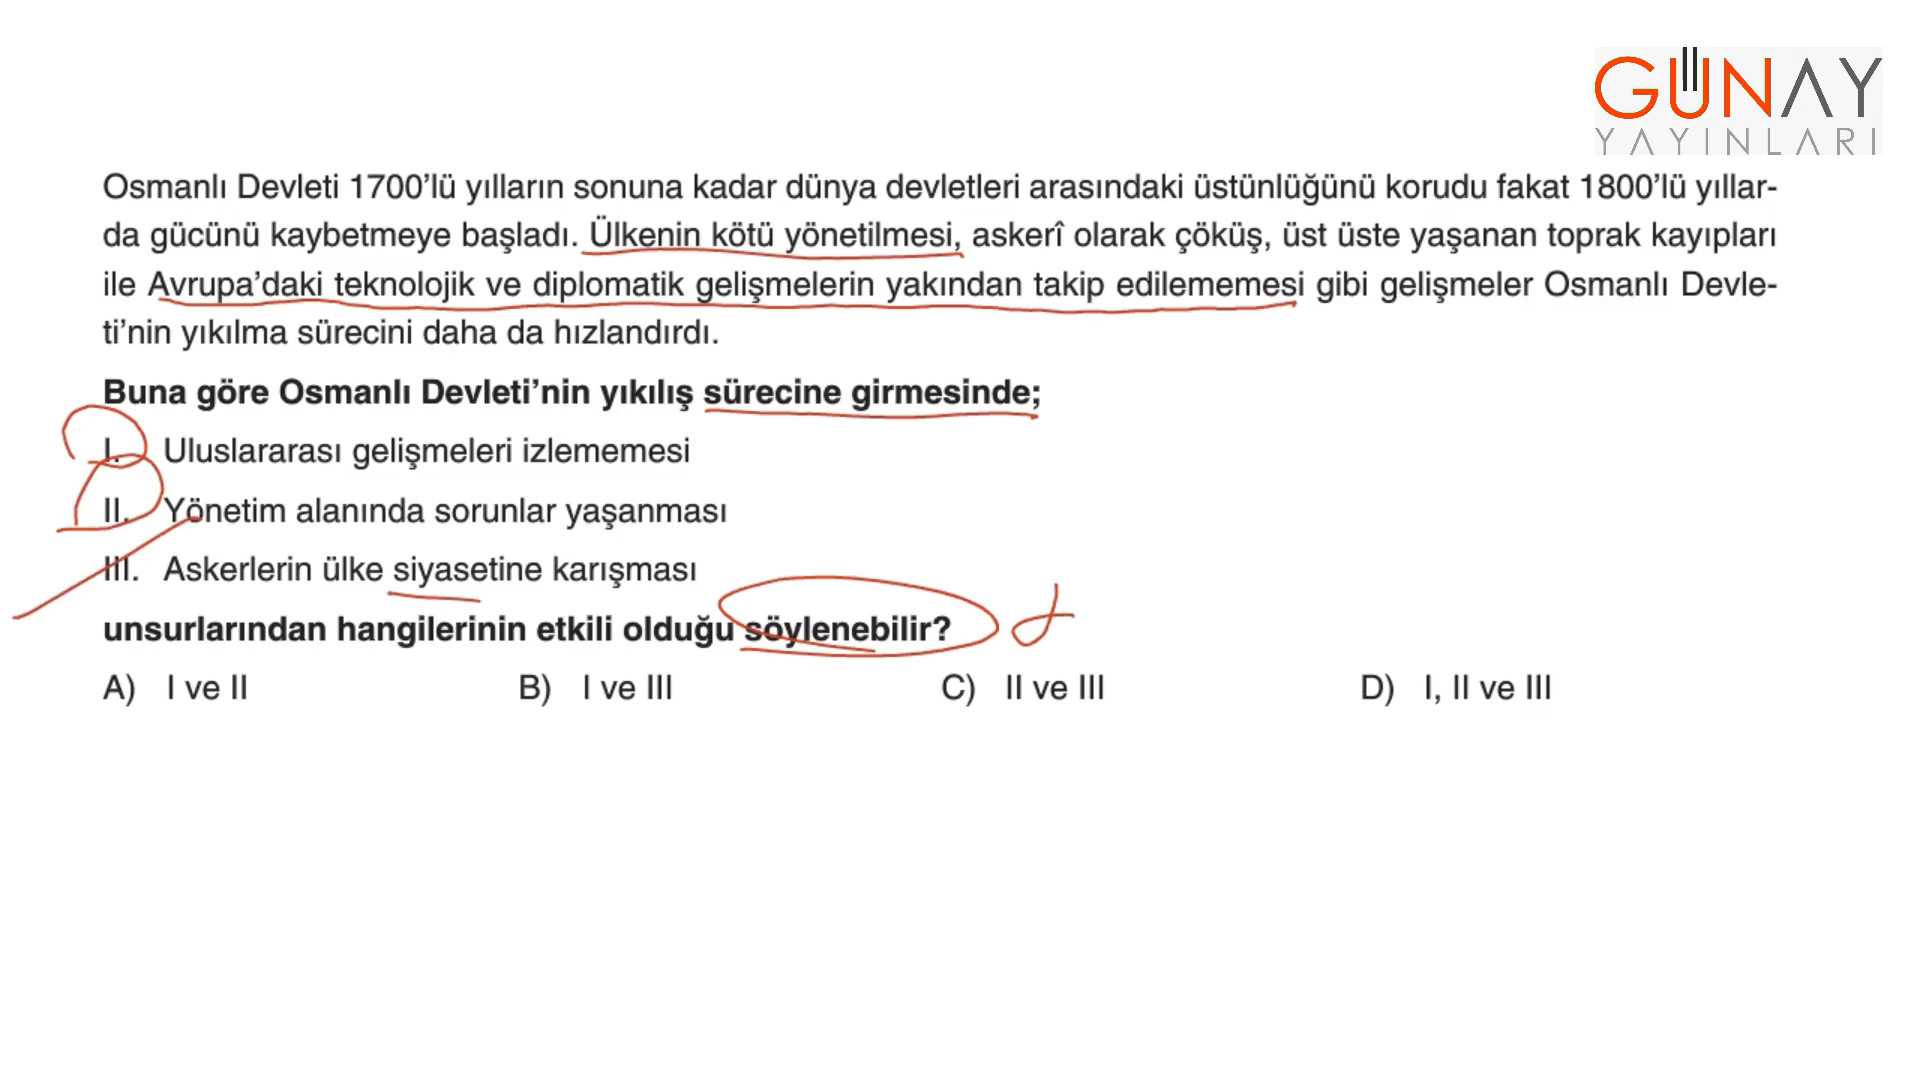 GÜNAY
YAYINLARI
Osmanlı Devleti 1700’lü yılların sonuna kadar dünya devletleri arasındaki üstünlüğünü korudu fakat 1800’lü yıllar-
da gücünü kaybetmeye başladı. Ülkenin kötü yönetilmesi, askerî olarak çöküş, üst üste yaşanan toprak kayıpları
ile Avrupa’daki teknolojik ve diplomatik gelişmelerin yakından takip edilememesi gibi gelişmeler Osmanlı Devle-
ti’nin yıkılma sürecini daha da hızlandırdı.
Buna göre Osmanlı Devleti’nin yıkılış sürecine girmesinde;
I. Uluslararası gelişmeleri izlememesi
II. Yönetim alanında sorunlar yaşanması
III. Askerlerin ülke siyasetine karışması
unsurlarından hangilerinin etkili olduğu söylenebilir?
A) I ve II B) I ve III C) II ve III D) I, II ve III